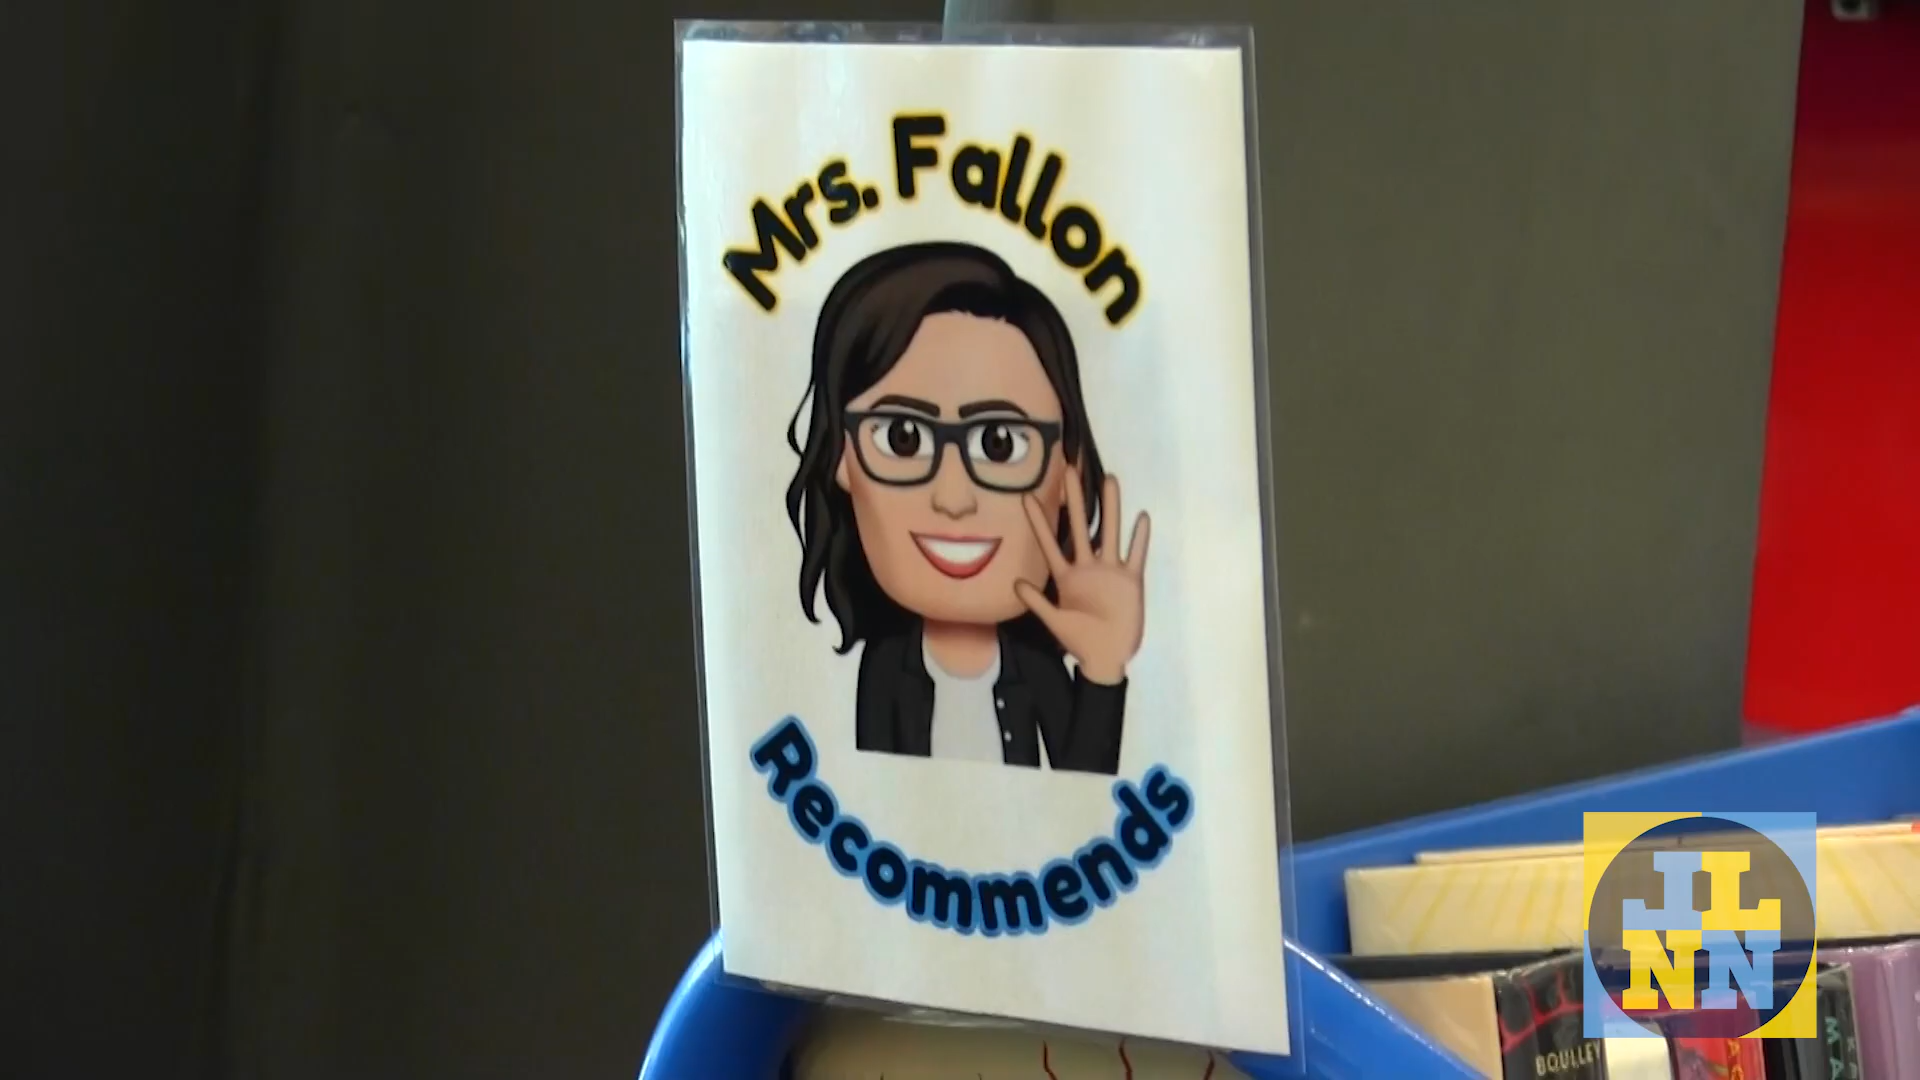 Mrs. Fallon
Recommends
JL
NN
BOULLEY